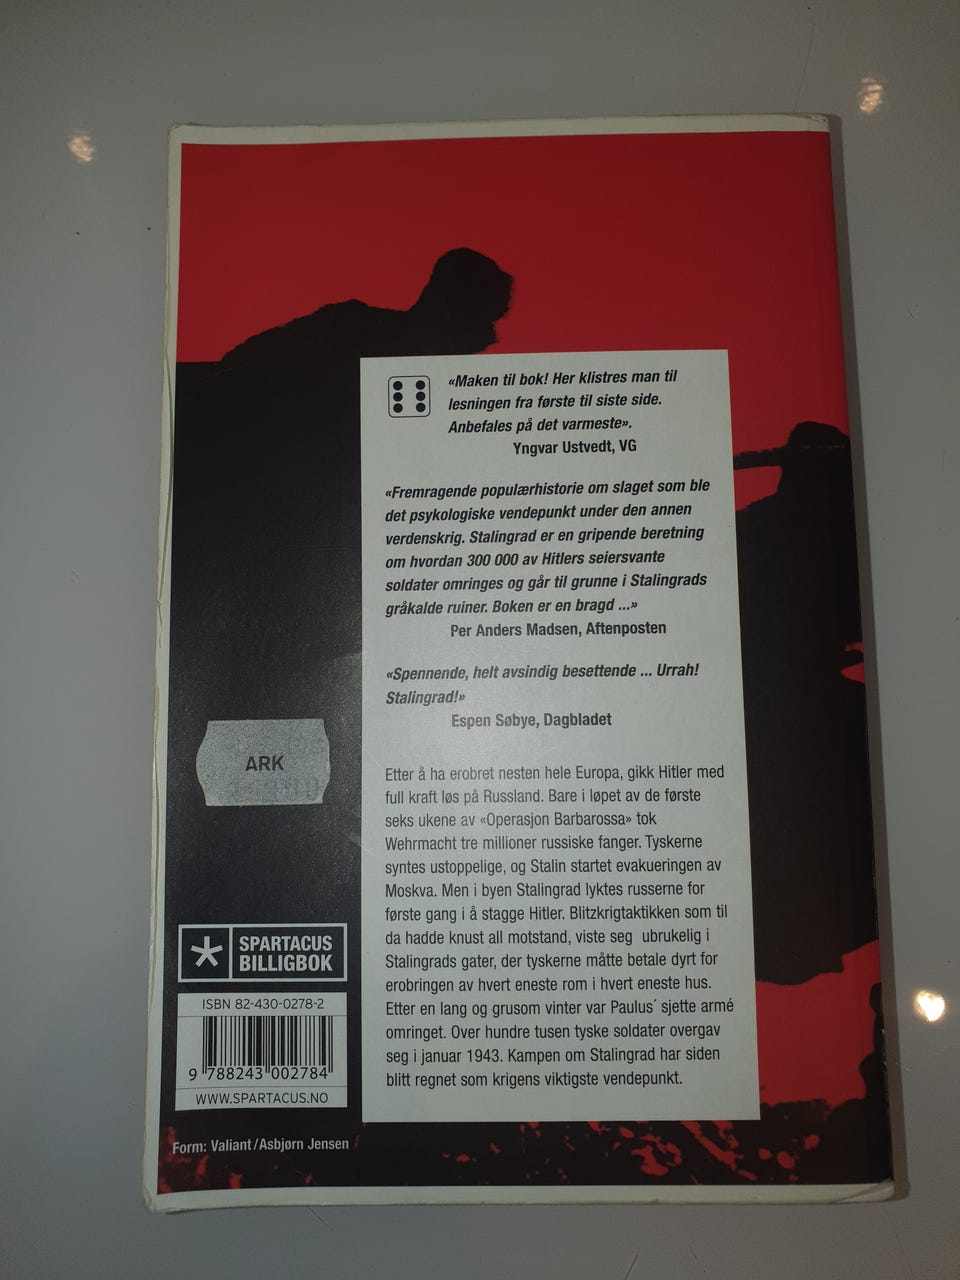 «Maken til bok! Her klistres man til
lesningen fra første til siste side.
Anbefales på det varmeste».
Yngvar Ustvedt, VG
«Fremragende populærhistorie om slaget som ble
det psykologiske vendepunkt under den annen
verdenskrig. Stalingrad er en gripende beretning
om hvordan 300 000 av Hitlers seiersvante
soldater omringes og går til grunne i Stalingrads
gråkalde ruiner. Boken er en bragd ...»
Per Anders Madsen, Aftenposten
«Spennende, helt avsindig besettende ... Urrah!
Stalingrad!»
Espen Søbye, Dagbladet
Etter å ha erobret nesten hele Europa, gikk Hitler med
full kraft løs på Russland. Bare i løpet av de første
seks ukene av «Operasjon Barbarossa» tok
Wehrmacht tre millioner russiske fanger. Tyskerne
syntes ustoppelige, og Stalin startet evakueringen av
Moskva. Men i byen Stalingrad lyktes russerne for
første gang i å stagge Hitler. Blitzkrigtaktikken som til
da hadde knust all motstand, viste seg ubrukelig i
Stalingrads gater, der tyskerne måtte betale dyrt for
erobringen av hvert eneste rom i hvert eneste hus.
Etter en lang og grusom vinter var Paulus´ sjette armé
omringet. Over hundre tusen tyske soldater overgav
seg i januar 1943. Kampen om Stalingrad har siden
blitt regnet som krigens viktigste vendepunkt.
ARK
SPARTACUS
BILLIGBOK
ISBN 82-430-0278-2
9 788243 002784
WWW.SPARTACUS.NO
Form: Valiant/Asbjørn Jensen